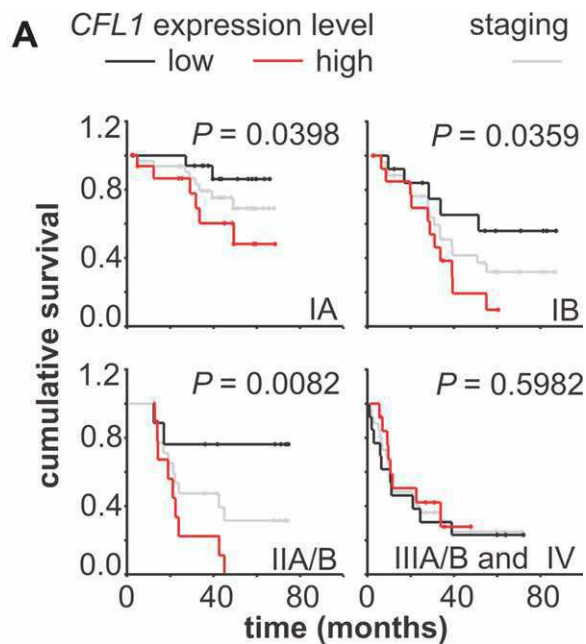 A
CFL1 expression level staging
low high
1.2 P = 0.0398 P = 0.0359
0.8
0.4
0.0 IA IB
1.2 P = 0.0082 P = 0.5982
0.8
0.4
0.0 IIA/B IIIA/B and IV
0 40 80 0 40 80
time (months)
cumulative survival